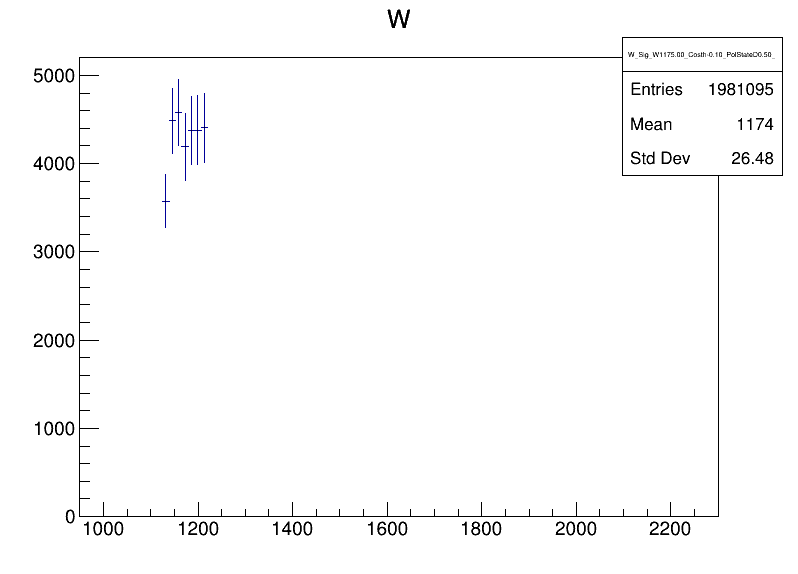 W
W_Sig_W1175.00_Costh-0.10_PolStateD0.50_
Entries 1981095
Mean 1174
Std Dev 26.48
5000
4000
3000
2000
1000
0
1000 1200 1400 1600 1800 2000 2200